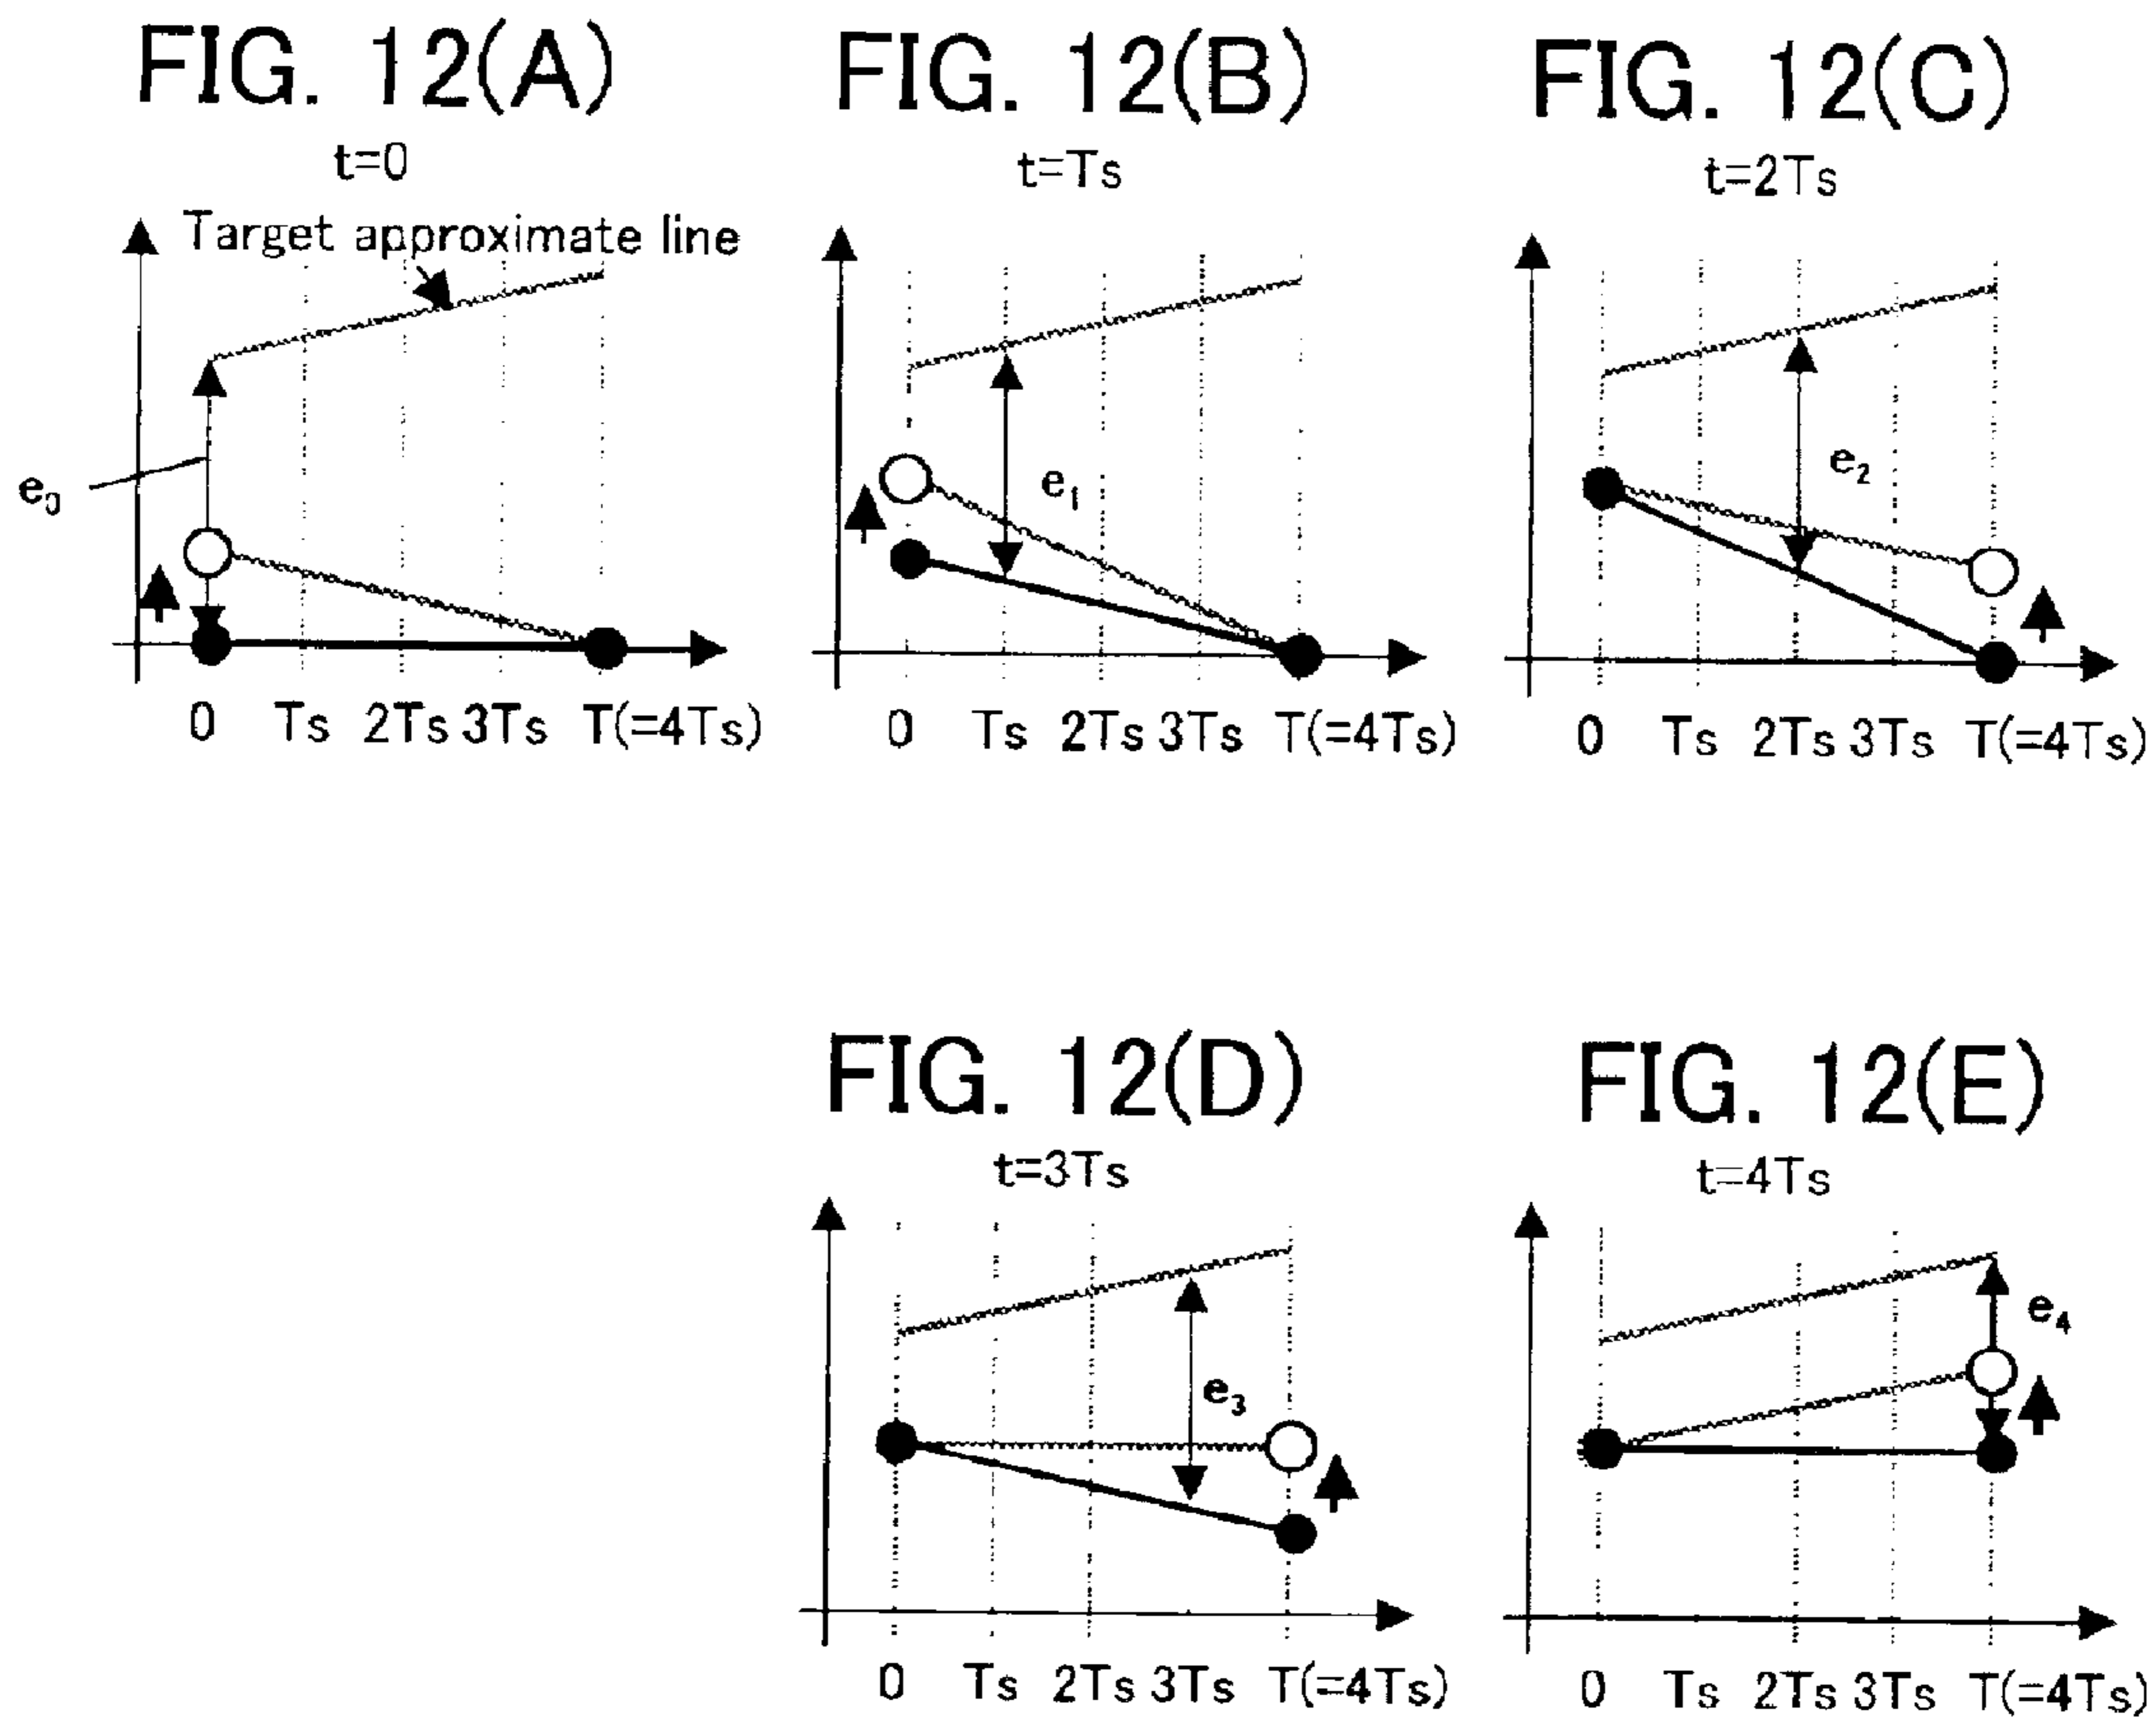 FIG. 12(A)
t=0
Target approximate line
e0
0 Ts 2Ts 3Ts T(=4Ts)
FIG. 12(B)
t=Ts
e1
0 Ts 2Ts 3Ts T(=4Ts)
FIG. 12(C)
t=2Ts
e2
0 Ts 2Ts 3Ts T(=4Ts)
FIG. 12(D)
t=3Ts
e3
0 Ts 2Ts 3Ts T(=4Ts)
FIG. 12(E)
t=4Ts
e4
0 Ts 2Ts 3Ts T(=4Ts)